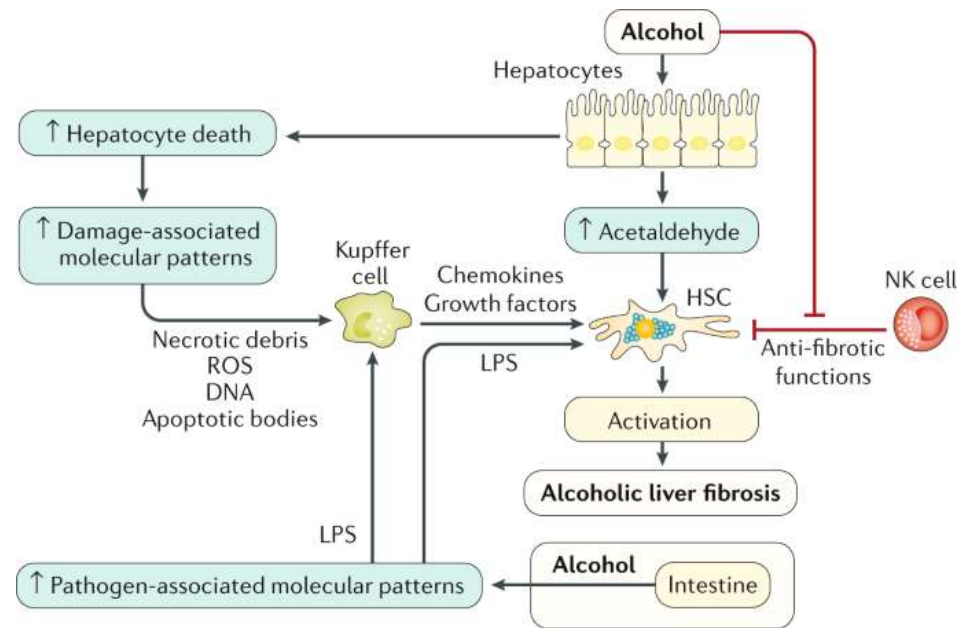 Alcohol
Hepatocytes
↑ Hepatocyte death
↑ Damage-associated
molecular patterns
↑ Acetaldehyde
Kupffer
cell
Chemokines
Growth factors
HSC
NK cell
Necrotic debris
ROS
DNA
Apoptotic bodies
LPS
Anti-fibrotic
functions
Activation
Alcoholic liver fibrosis
LPS
Alcohol
Intestine
↑ Pathogen-associated molecular patterns